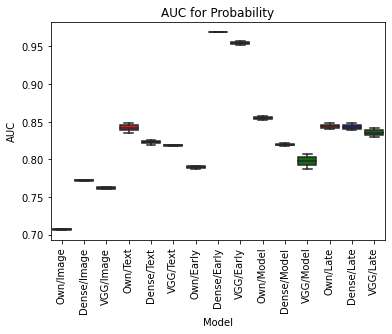 AUC for Probability
AUC
0.95
0.90
0.85
0.80
0.75
0.70
Own/Image
Dense/Image
VGG/Image
Own/Text
Dense/Text
VGG/Text
Own/Early
Dense/Early
VGG/Early
Own/Model
Dense/Model
VGG/Model
Own/Late
Dense/Late
VGG/Late
Model